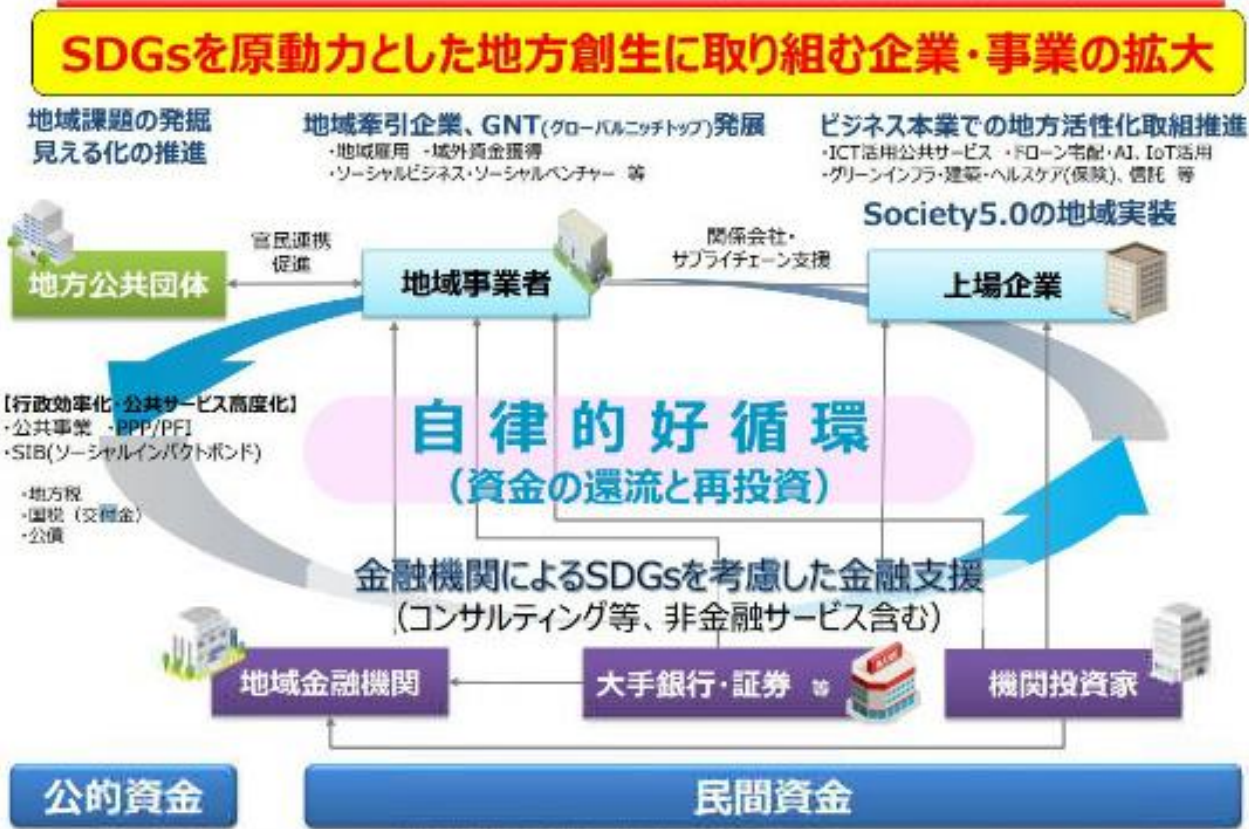 SDGsを原動力とした地方創生に取り組む企業・事業の拡大
地域課題の発掘
見える化の推進
地域牽引企業、GNT(グローバルニッチトップ)発展
・地域雇用 ・域外資金獲得
・ソーシャルビジネス・ソーシャルベンチャー 等
ビジネス本業での地方活性化取組推進
・ICT活用公共サービス ・ドローン宅配・AI、IoT活用
・グリーンインフラ・建築・ヘルスケア(保険)、信託 等
Society5.0の地域実装
地方公共団体
官民連携
促進
地域事業者
関係会社・
サプライチェーン支援
上場企業
【行政効率化・公共サービス高度化】
・公共事業 ・PPP/PFI
・SIB(ソーシャルインパクトボンド)
・地方税
・国税（交付金）
・公債
自律的好循環
（資金の還流と再投資）
金融機関によるSDGsを考慮した金融支援
（コンサルティング等、非金融サービス含む）
地域金融機関
大手銀行・証券 等
機関投資家
公的資金
民間資金